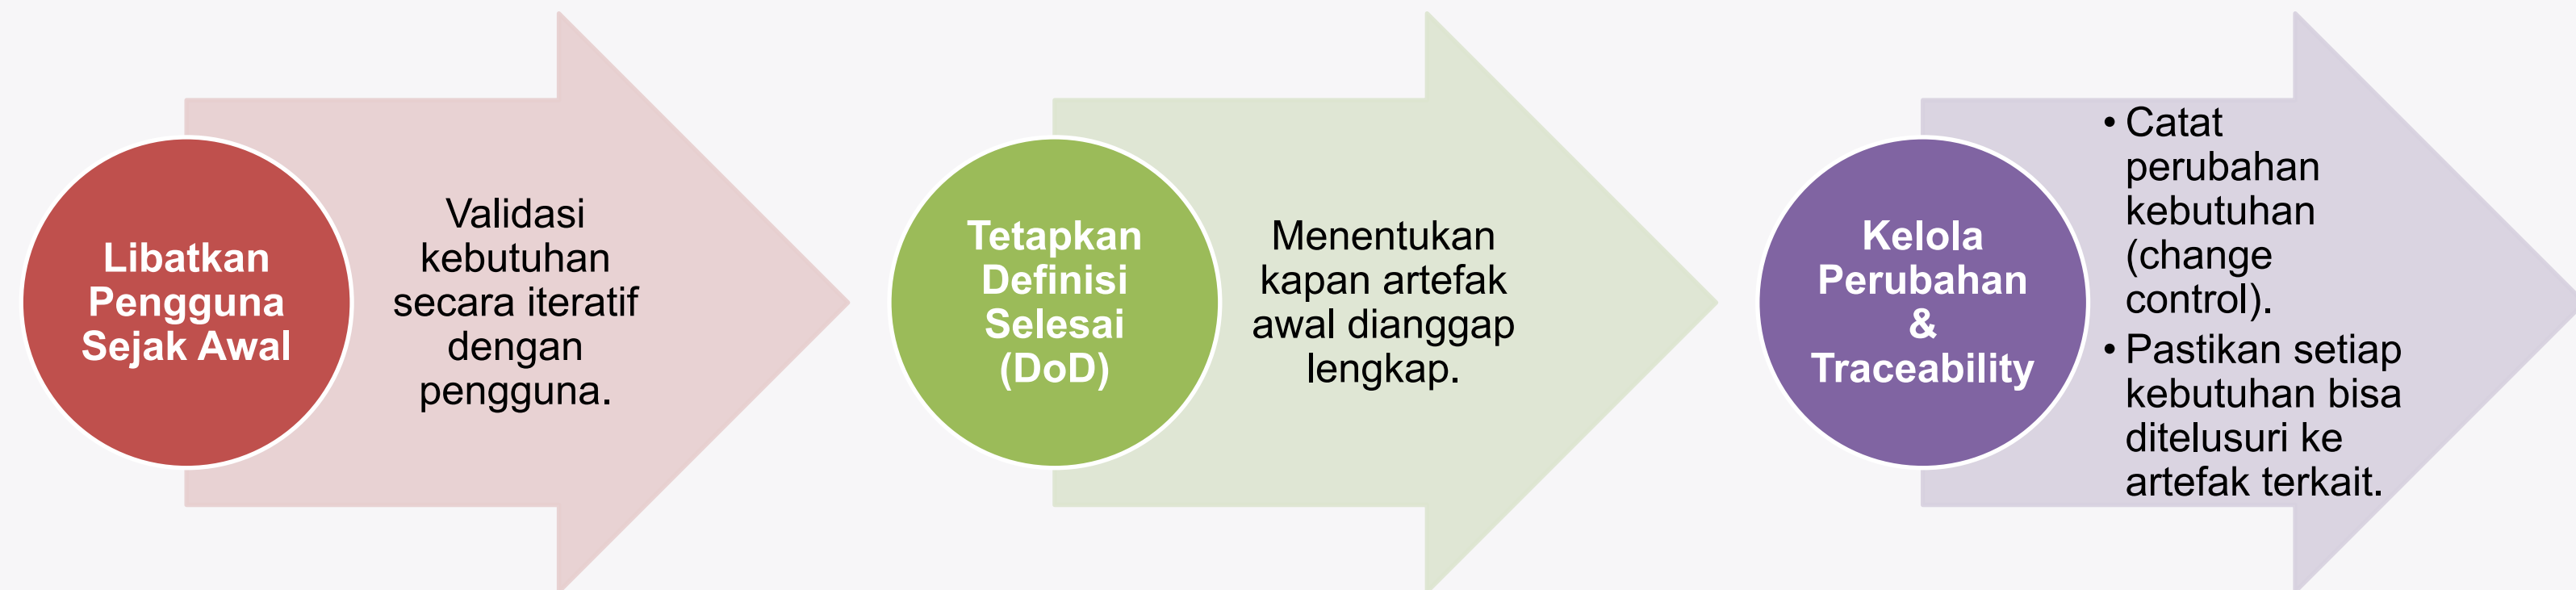 Libatkan
Pengguna
Sejak Awal
Validasi
kebutuhan
secara iteratif
dengan
pengguna.
Tetapkan
Definisi
Selesai
(DoD)
Menentukan
kapan artefak
awal dianggap
lengkap.
Kelola
Perubahan
&
Traceability
• Catat
perubahan
kebutuhan
(change
control).
• Pastikan setiap
kebutuhan bisa
ditelusuri ke
artefak terkait.